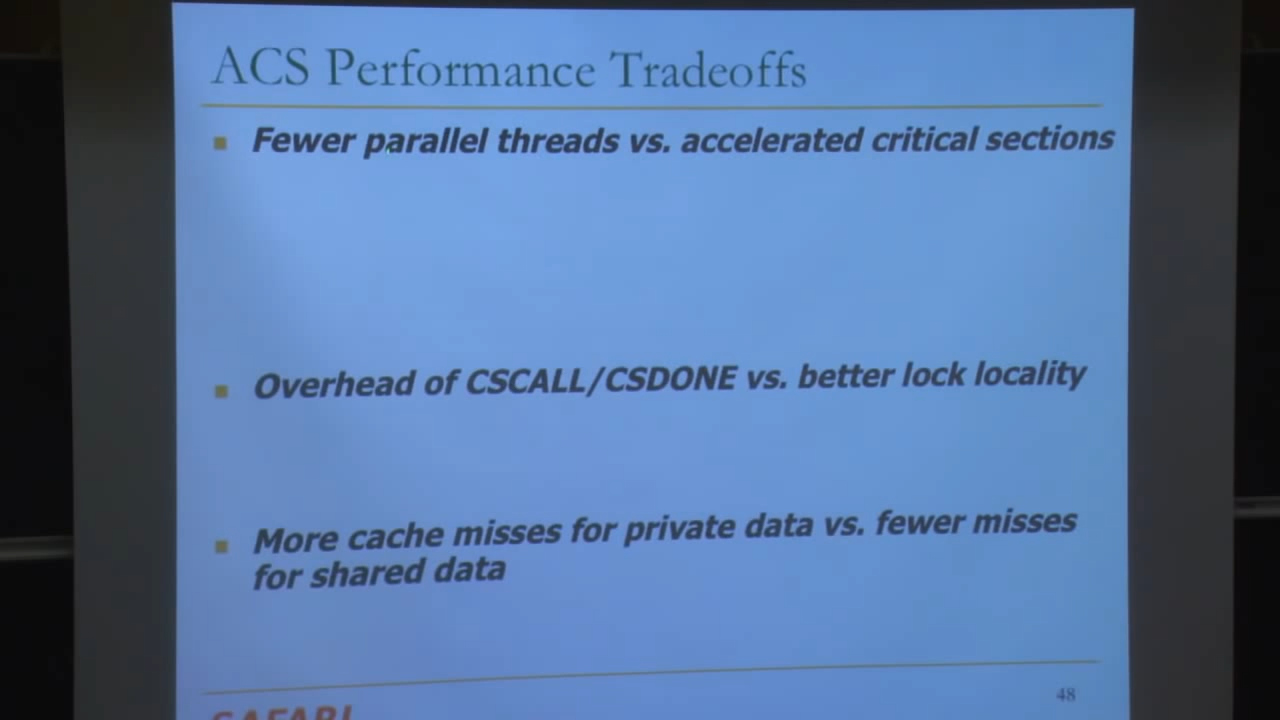 ACS Performance Tradeoffs
Fewer parallel threads vs. accelerated critical sections
Overhead of CSCALL/CSDONE vs. better lock locality
More cache misses for private data vs. fewer misses
for shared data
48
SAFARI